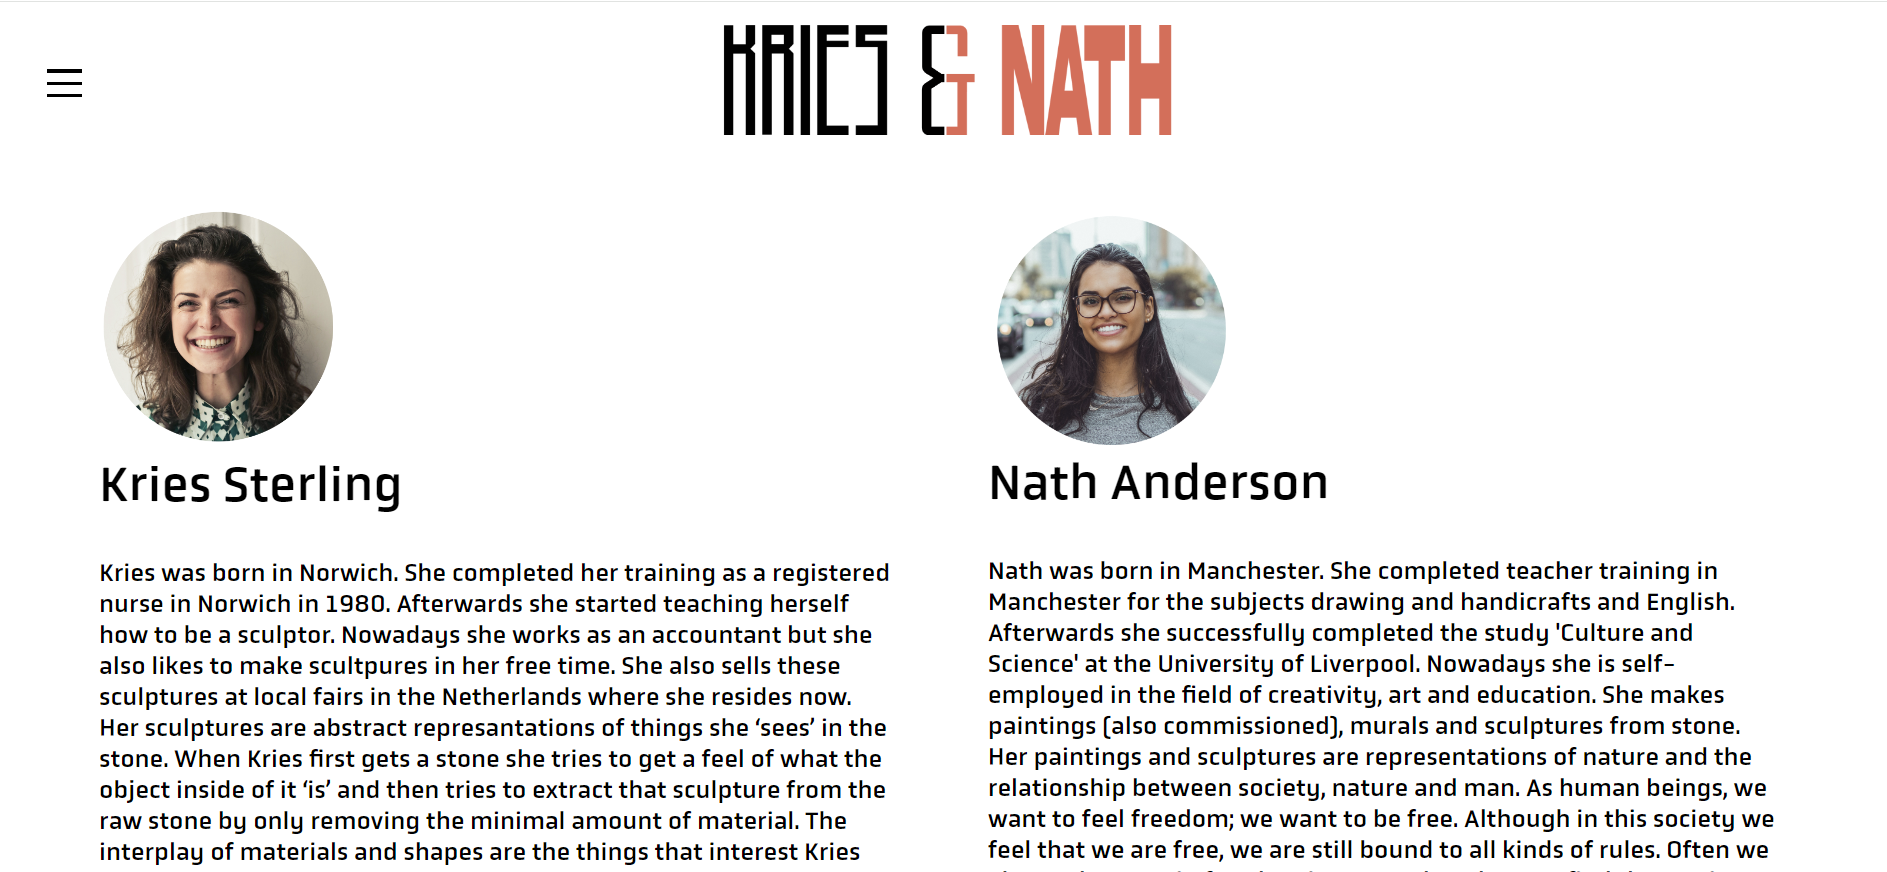 KRIES & NATH
Kries Sterling
Kries was born in Norwich. She completed her training as a registered
nurse in Norwich in 1980. Afterwards she started teaching herself
how to be a sculptor. Nowadays she works as an accountant but she
also likes to make scultpures in her free time. She also sells these
sculptures at local fairs in the Netherlands where she resides now.
Her sculptures are abstract represantations of things she ‘sees’ in the
stone. When Kries first gets a stone she tries to get a feel of what the
object inside of it ‘is’ and then tries to extract that sculpture from the
raw stone by only removing the minimal amount of material. The
interplay of materials and shapes are the things that interest Kries
Nath Anderson
Nath was born in Manchester. She completed teacher training in
Manchester for the subjects drawing and handicrafts and English.
Afterwards she successfully completed the study 'Culture and
Science' at the University of Liverpool. Nowadays she is self-
employed in the field of creativity, art and education. She makes
paintings (also commissioned), murals and sculptures from stone.
Her paintings and sculptures are representations of nature and the
relationship between society, nature and man. As human beings, we
want to feel freedom; we want to be free. Although in this society we
feel that we are free, we are still bound to all kinds of rules. Often we